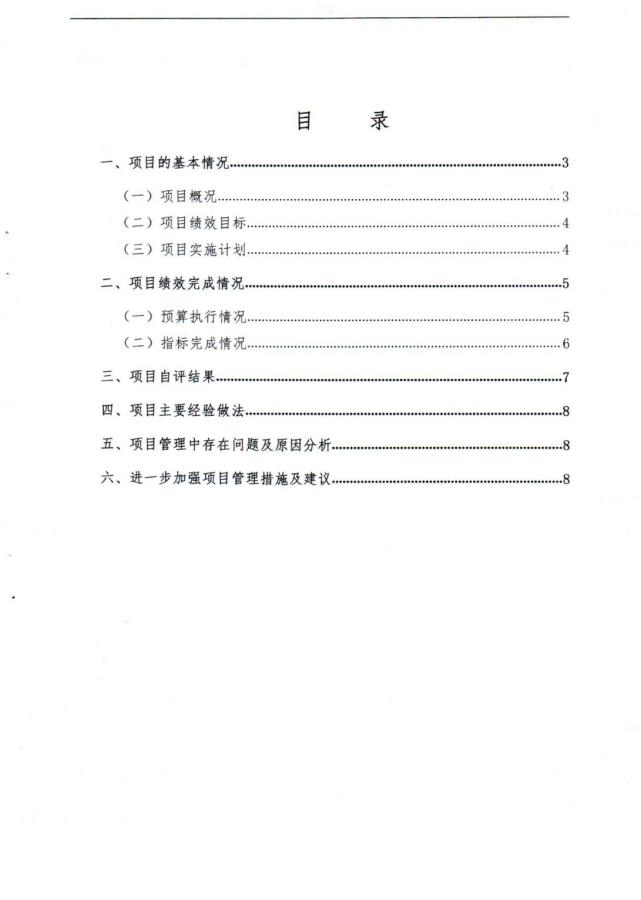 目 录
一、项目的基本情况........................3
（一）项目概况........................3
（二）项目绩效目标........................4
（三）项目实施计划........................4
二、项目绩效完成情况........................5
（一）预算执行情况........................5
（二）指标完成情况........................6
三、项目自评结果........................7
四、项目主要经验做法........................8
五、项目管理中存在问题及原因分析........................8
六、进一步加强项目管理措施及建议........................8